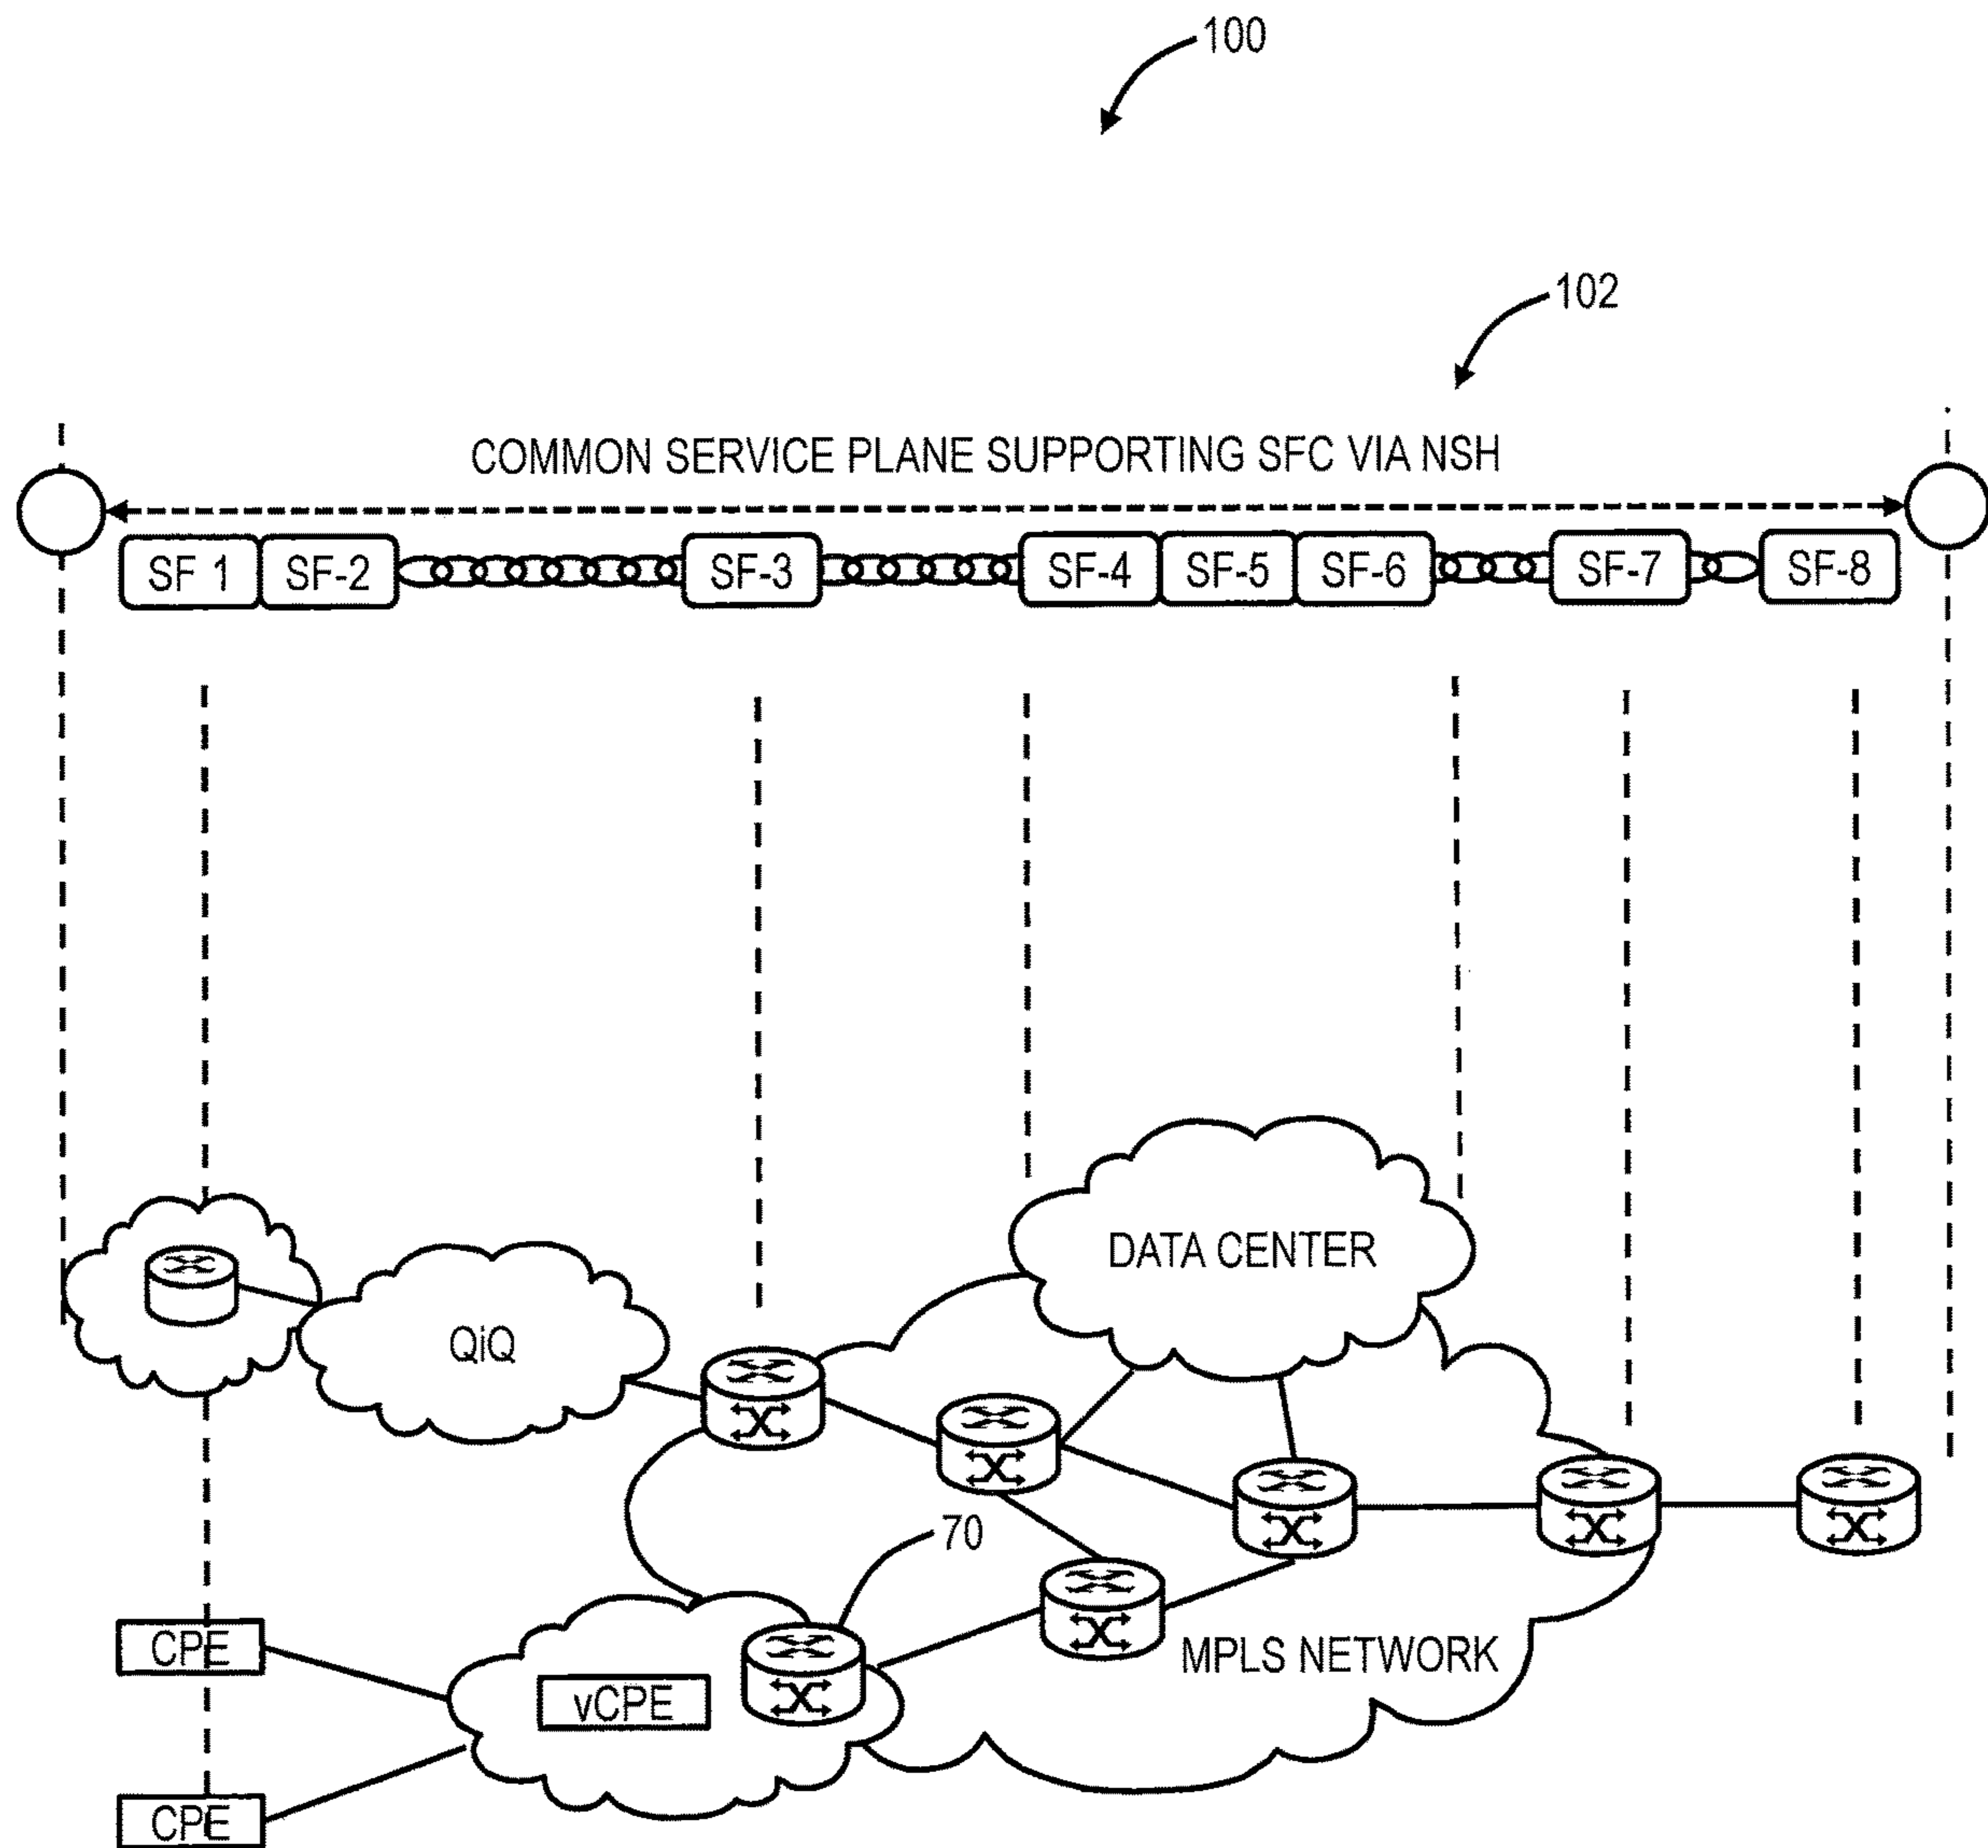 100
102
COMMON SERVICE PLANE SUPPORTING SFC VIA NSH
SF 1 SF-2 SF-3 SF-4 SF-5 SF-6 SF-7 SF-8
DATA CENTER
QiQ
70
CPE
MPLS NETWORK
vCPE
CPE